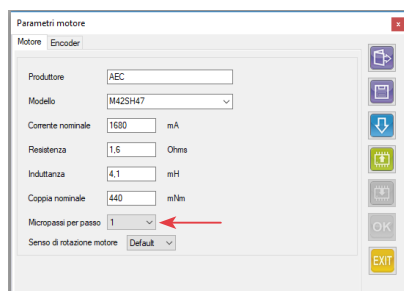 Parametri motore
x
Motore Encoder
Produttore AEC
Modello M42SH47
Corrente nominale 1680 mA
Resistenza 1,6 Ohms
Induttanza 4,1 mH
Coppia nominale 440 mNm
Micropassi per passo 1
Senso di rotazione motore Default
OK
EXIT